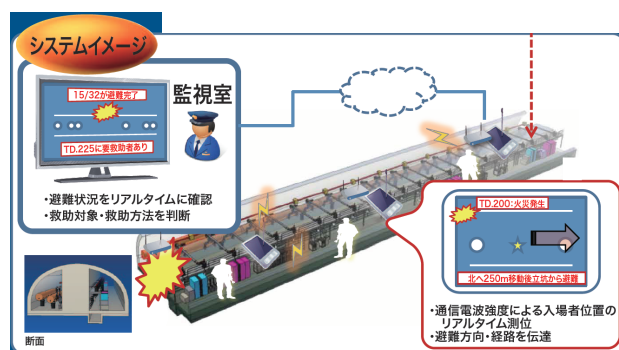 システムイメージ
15/32が避難完了
TD.225に要救助者あり
監視室
・避難状況をリアルタイムに確認
・救助対象・救助方法を判断
断面
TD.200:火災発生
北へ250m移動後立坑から避難
・通信電波強度による入場者位置の
リアルタイム測位
・避難方向・経路を伝達